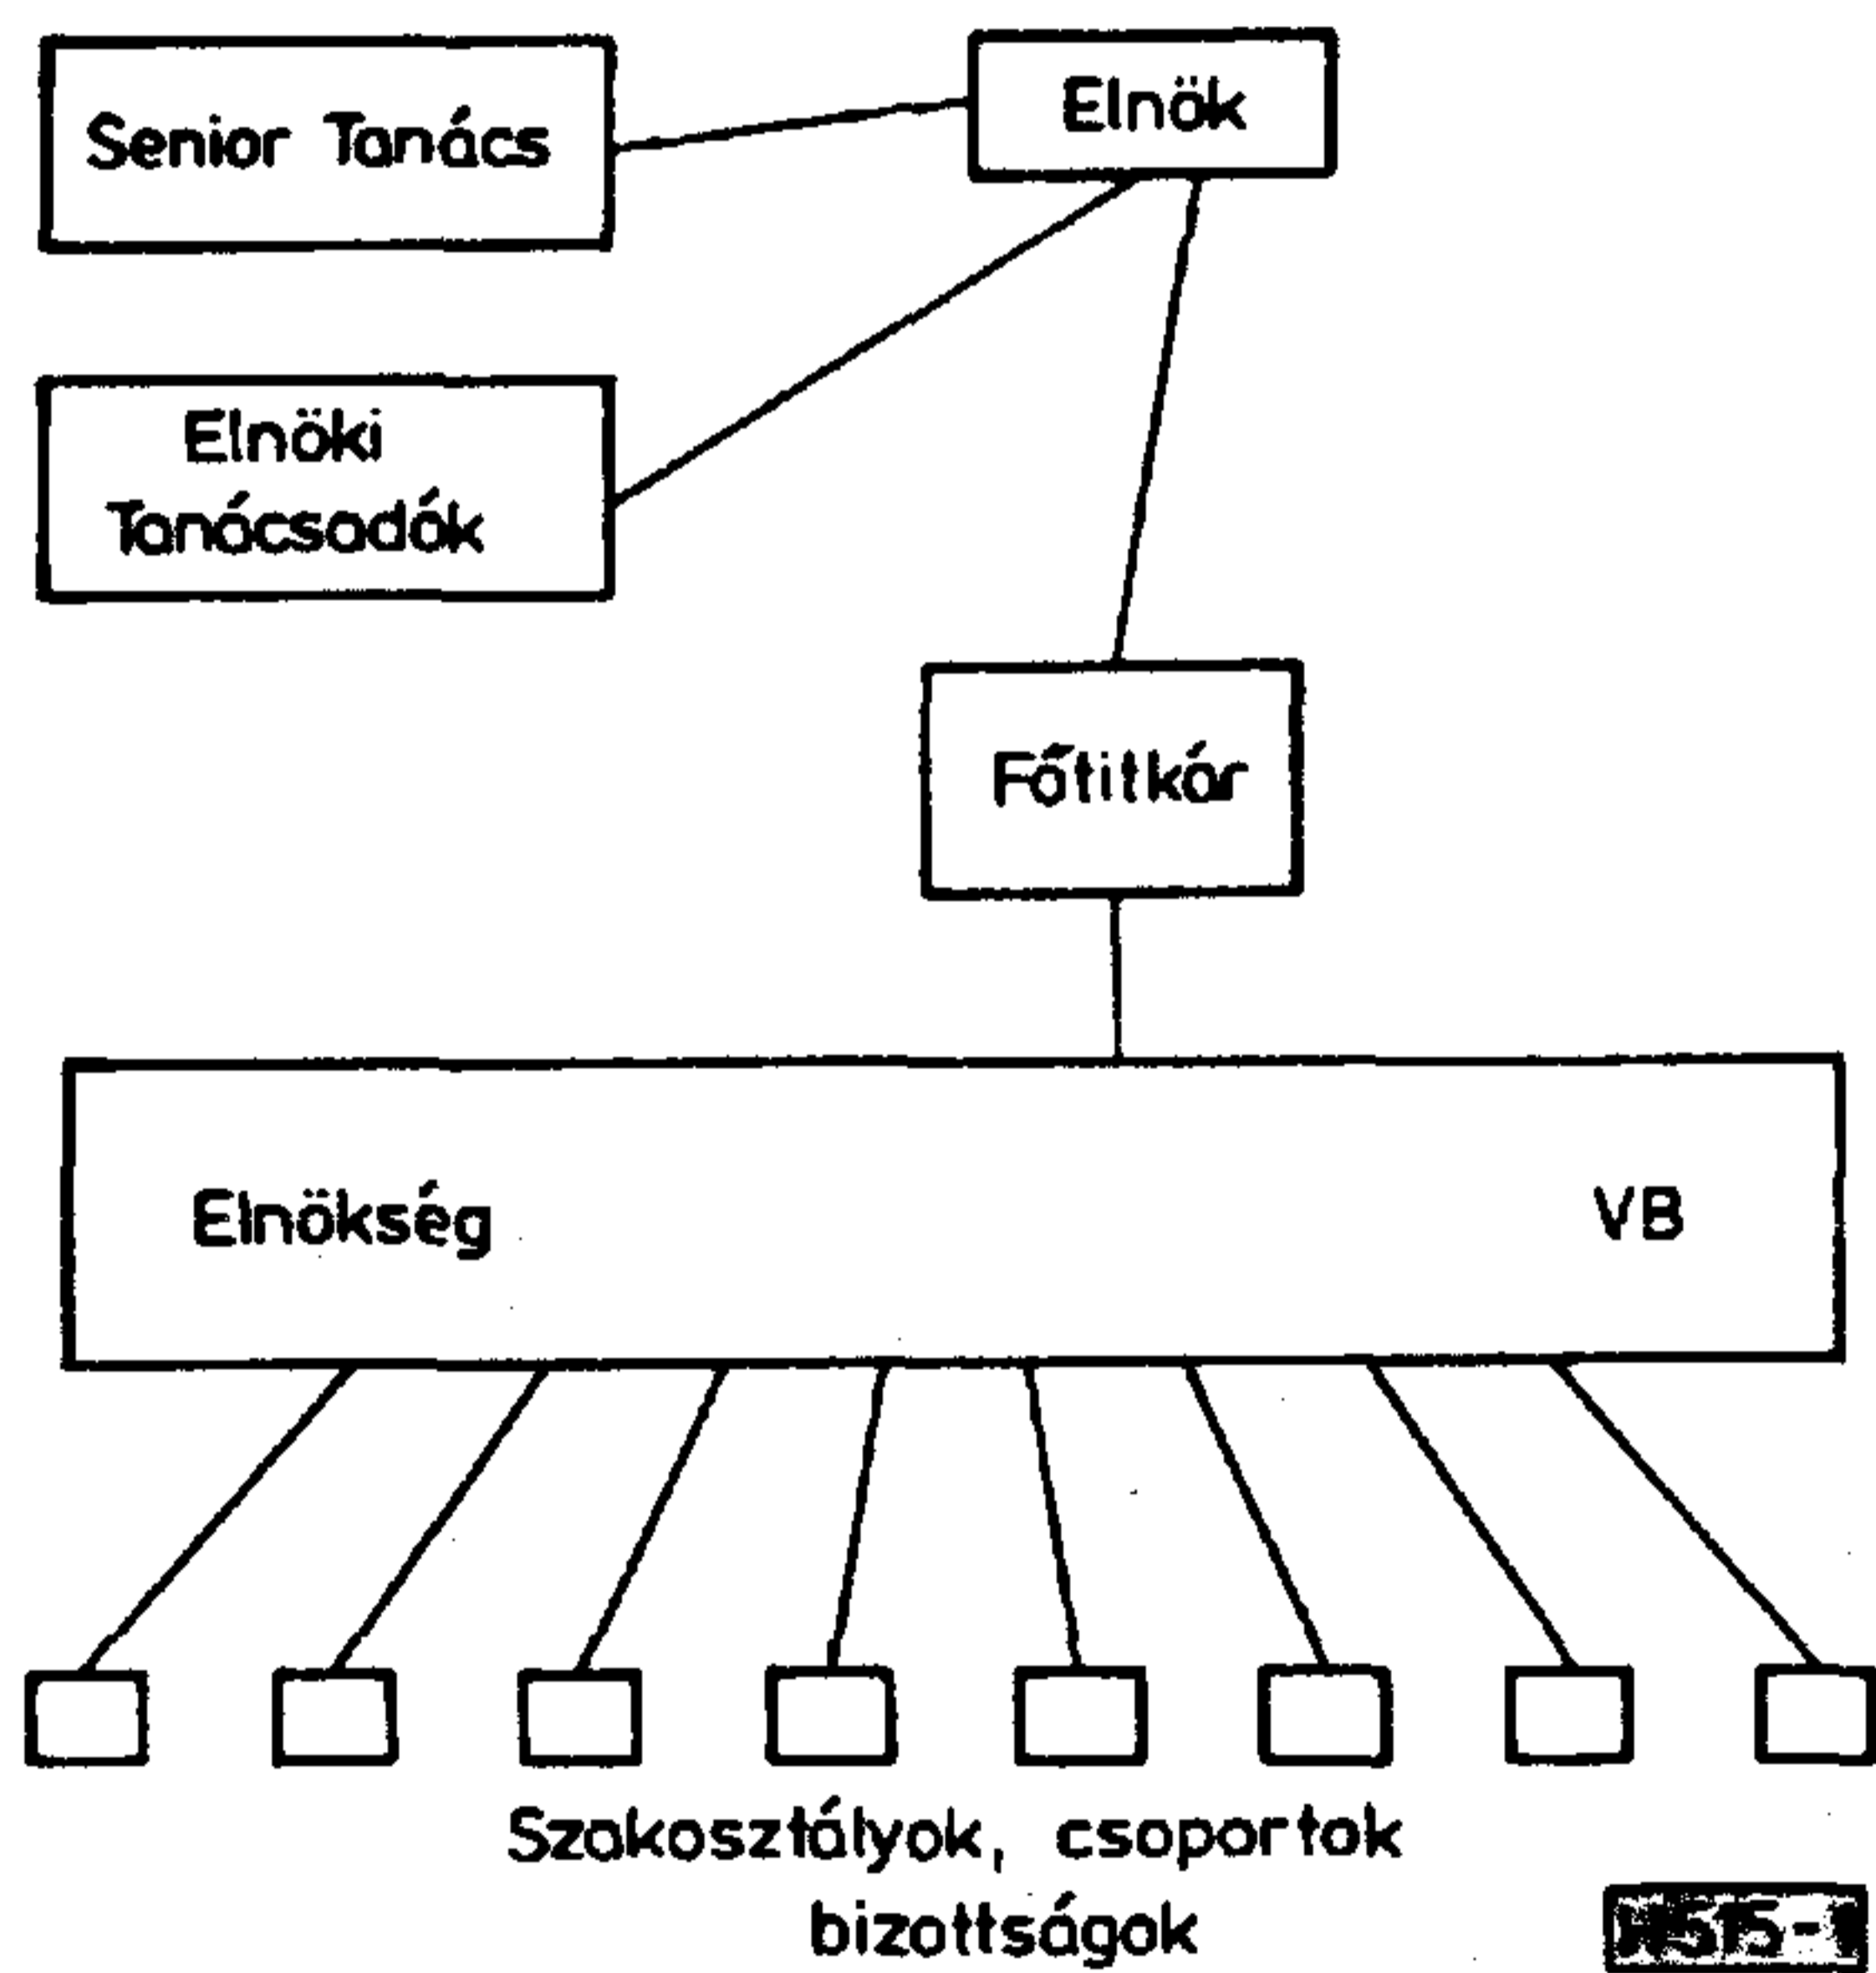 Senior Tanács
Elnök
Elnöki
Tanácsadók
Főtitkár
Elnökség
VB
Szakosztályok, csoportok
bizottságok